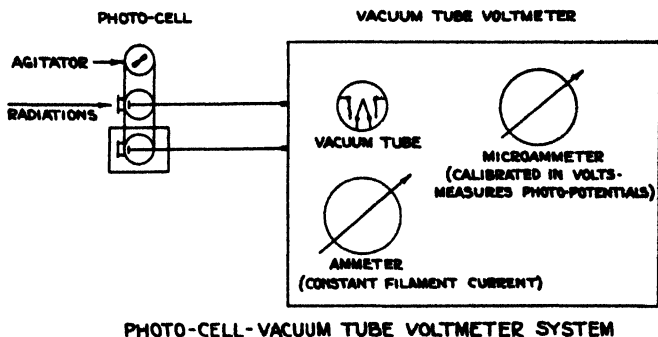 PHOTO-CELL
VACUUM TUBE VOLTMETER
AGITATOR
RADIATIONS
VACUUM TUBE
MICROAMMETER
(CALIBRATED IN VOLTS-
MEASURES PHOTO-POTENTIALS)
AMMETER
(CONSTANT FILAMENT CURRENT)
PHOTO-CELL-VACUUM TUBE VOLTMETER SYSTEM